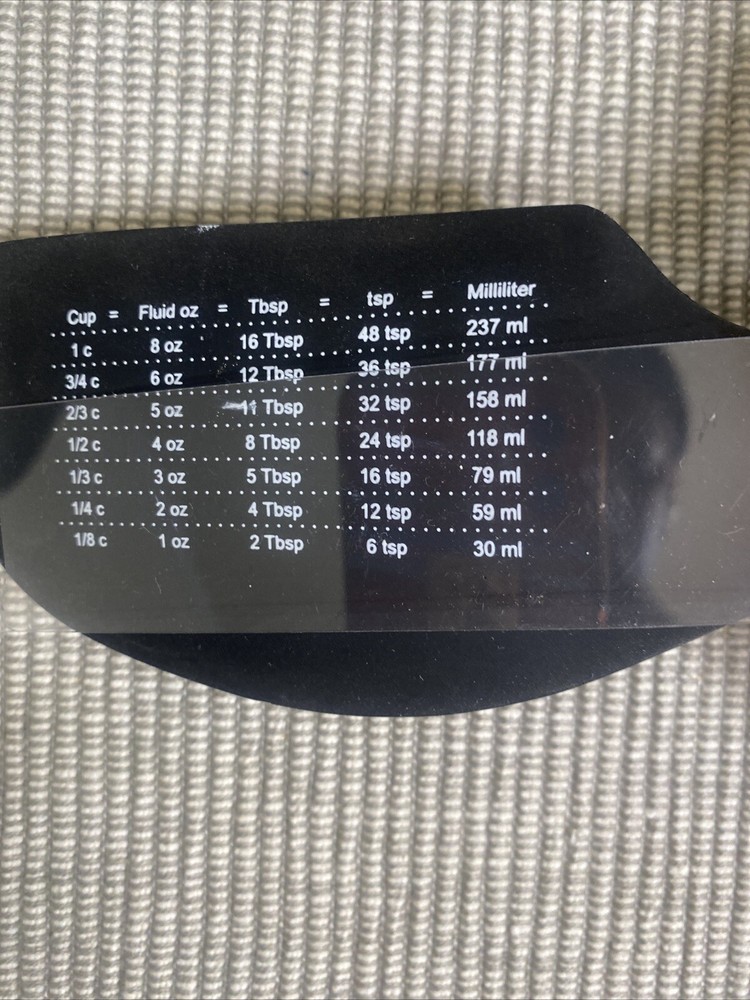 Cup = Fluid oz = Tbsp = tsp = Milliliter
1 c 8 oz 16 Tbsp 48 tsp 237 ml
3/4 c 6 oz 12 Tbsp 36 tsp 177 ml
2/3 c 5 oz 11 Tbsp 32 tsp 158 ml
1/2 c 4 oz 8 Tbsp 24 tsp 118 ml
1/3 c 3 oz 5 Tbsp 16 tsp 79 ml
1/4 c 2 oz 4 Tbsp 12 tsp 59 ml
1/8 c 1 oz 2 Tbsp 6 tsp 30 ml